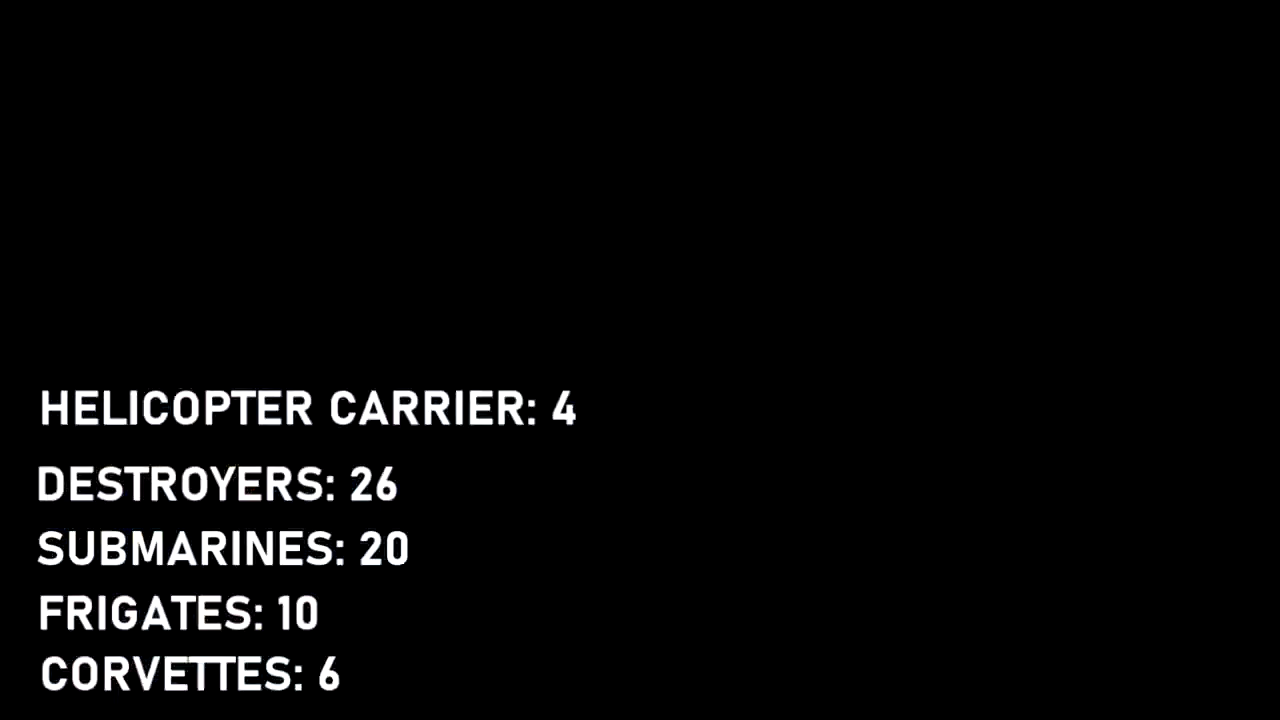 HELICOPTER CARRIER: 4
DESTROYERS: 26
SUBMARINES: 20
FRIGATES: 10
CORVETTES: 6